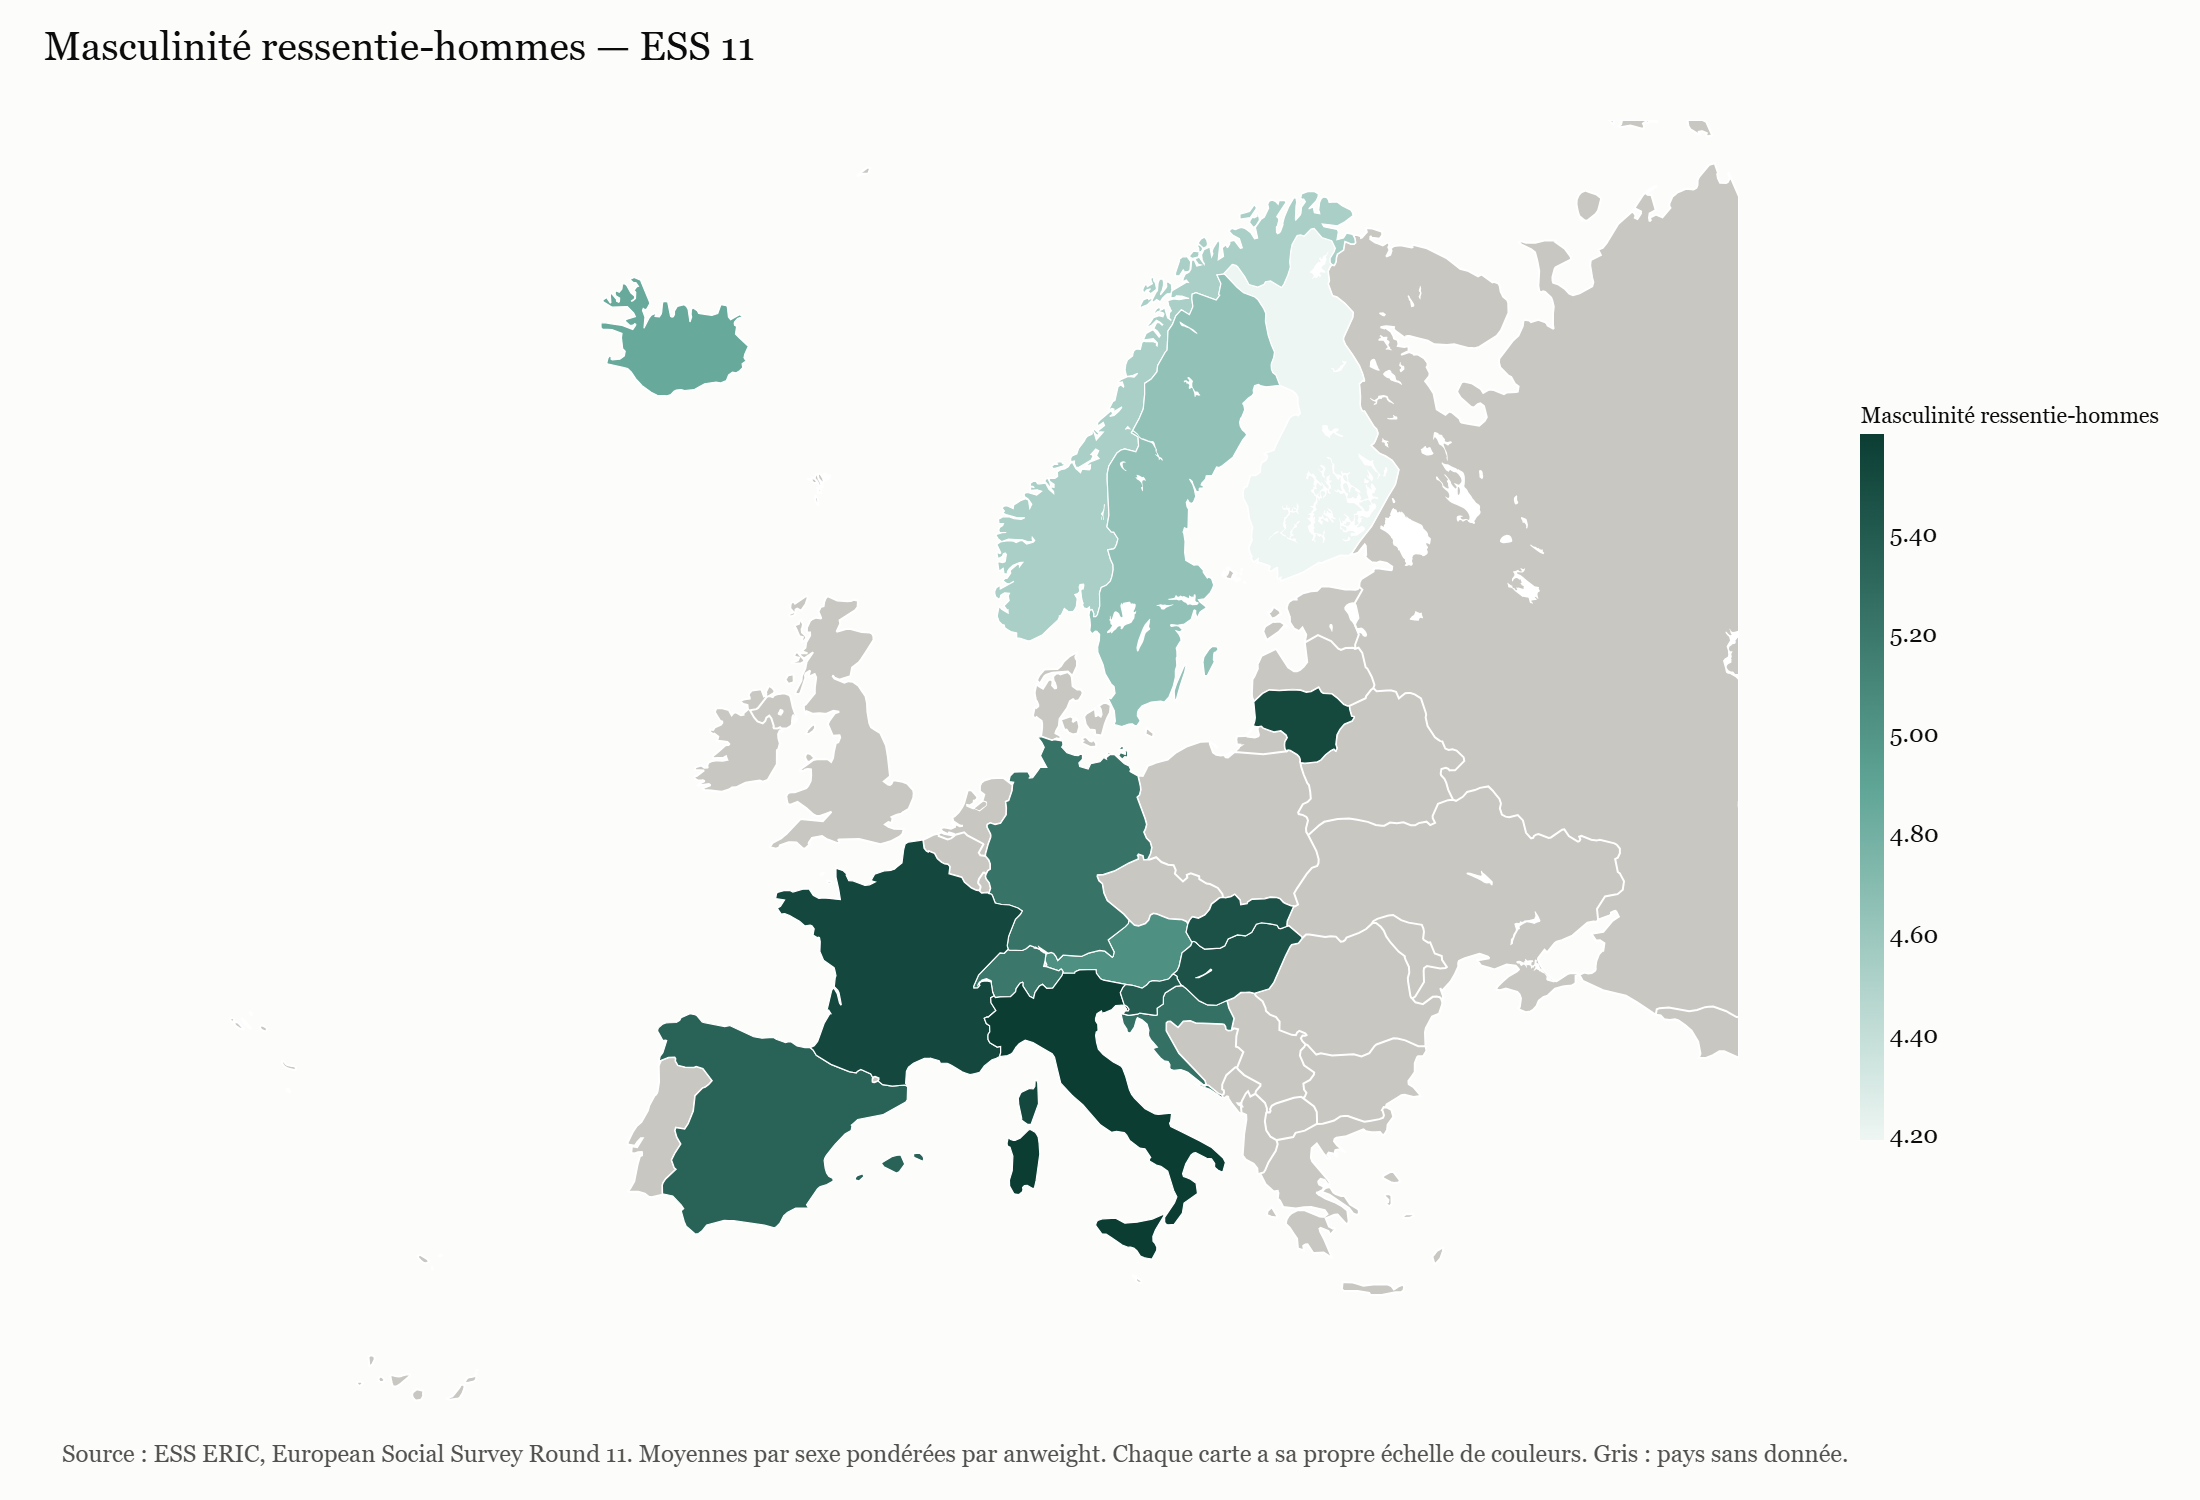 Masculinité ressentie-hommes — ESS 11
Masculinité ressentie-hommes
5.40
5.20
5.00
4.80
4.60
4.40
4.20
Source : ESS ERIC, European Social Survey Round 11. Moyennes par sexe pondérées par anweight. Chaque carte a sa propre échelle de couleurs. Gris : pays sans donnée.